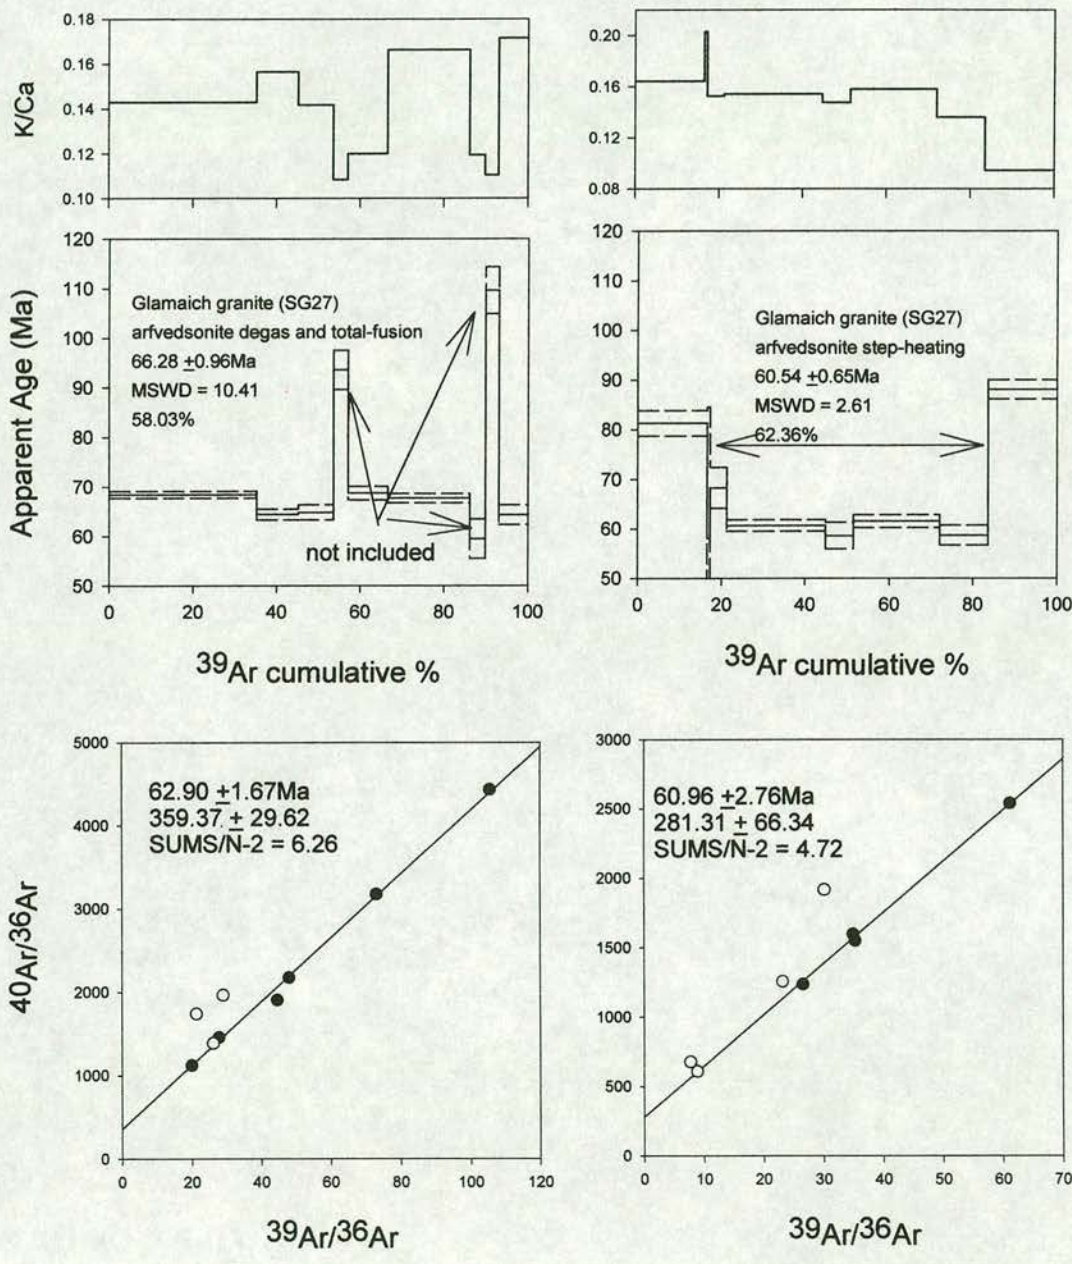 K/Ca
0.18
0.16
0.14
0.12
0.10
0.20
0.16
0.12
0.08
Apparent Age (Ma)
120
110
100
90
80
70
60
50
Glamaich granite (SG27)
arfvedsonite degas and total-fusion
66.28 ±0.96Ma
MSWD = 10.41
58.03%
not included
0 20 40 60 80 100
39Ar cumulative %
120
110
100
90
80
70
60
50
Glamaich granite (SG27)
arfvedsonite step-heating
60.54 ±0.65Ma
MSWD = 2.61
62.36%
0 20 40 60 80 100
39Ar cumulative %
40Ar/36Ar
5000
4000
3000
2000
1000
0
62.90 ±1.67Ma
359.37 ± 29.62
SUMS/N-2 = 6.26
0 20 40 60 80 100 120
39Ar/36Ar
3000
2500
2000
1500
1000
500
0
60.96 ±2.76Ma
281.31 ± 66.34
SUMS/N-2 = 4.72
0 10 20 30 40 50 60 70
39Ar/36Ar